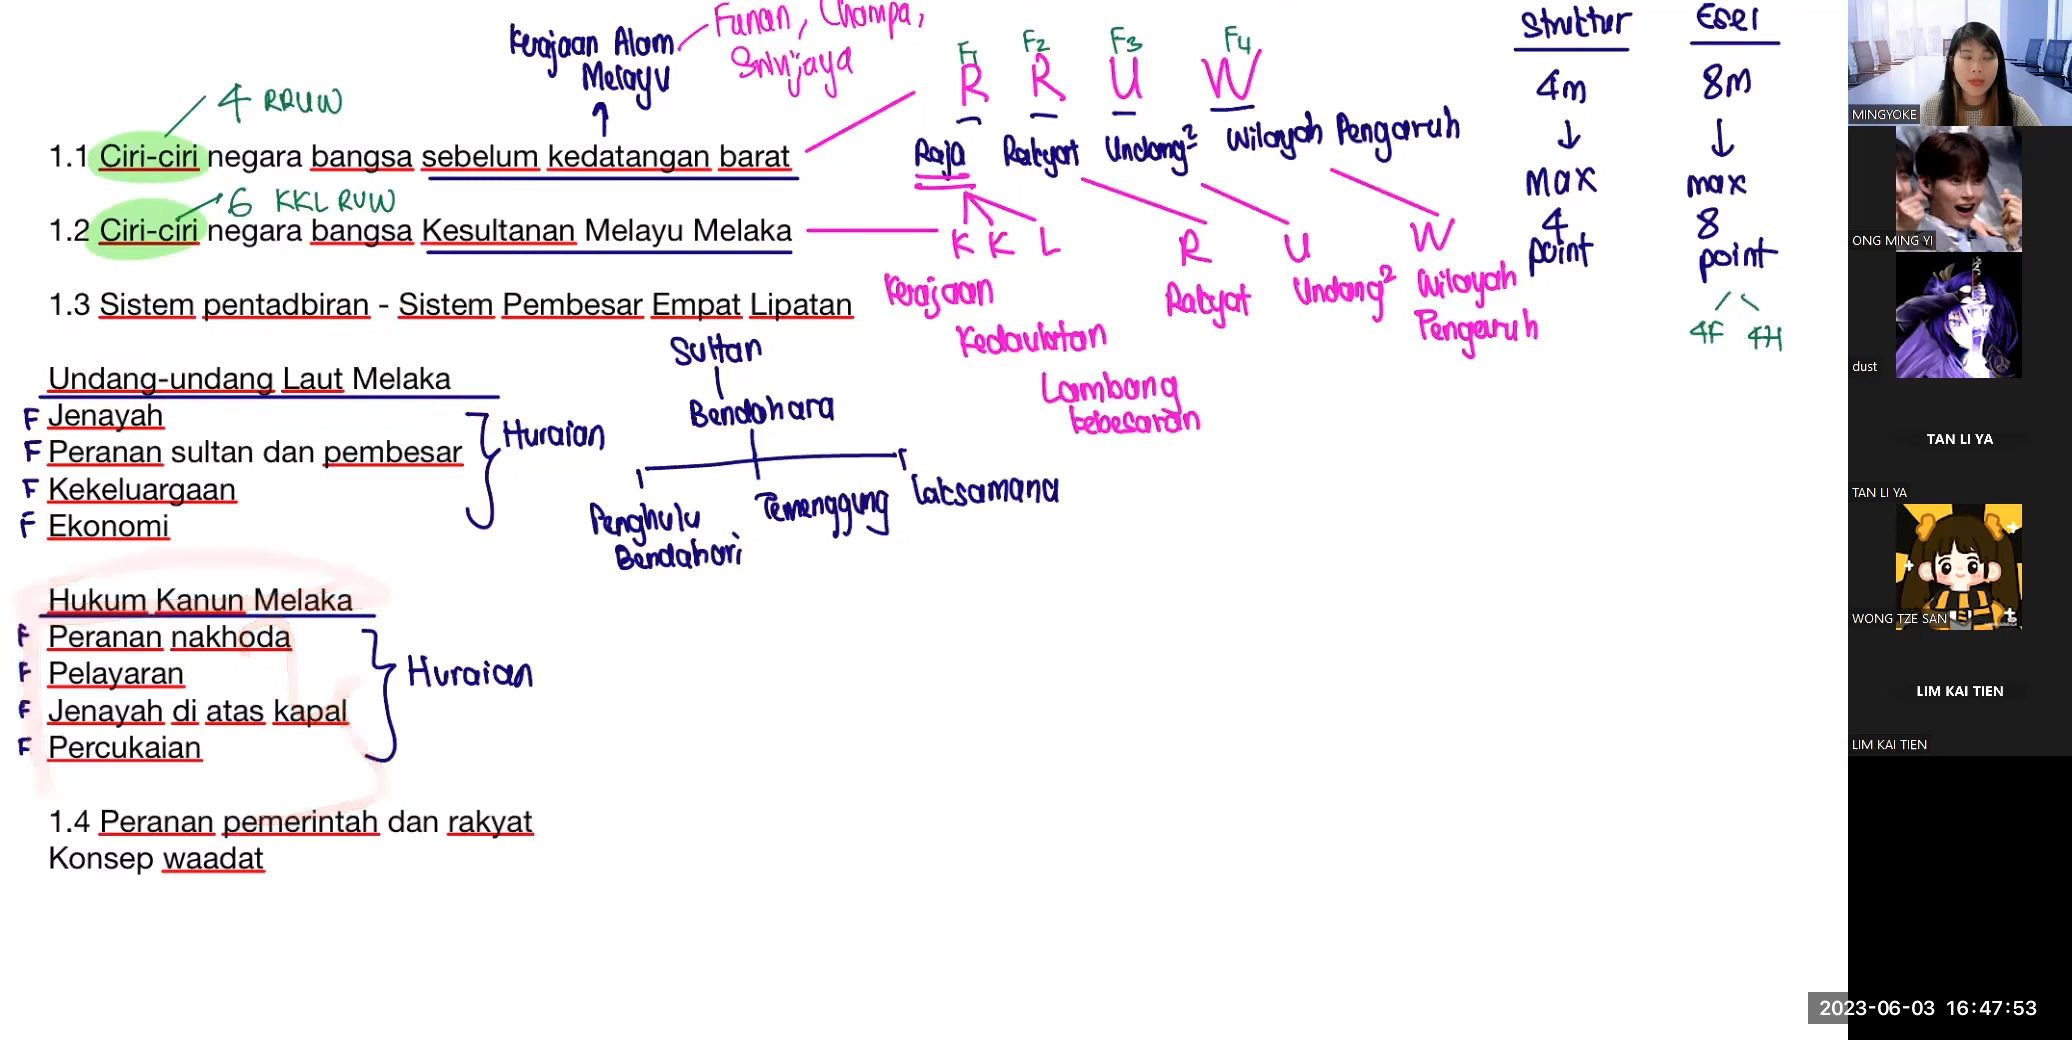 Kerajaan Alam Melayu
Funan, Champa, Srivijaya
4 RRUW
F1 F2 F3 F4
R R U W
Raja Rakyat Undang² Wilayah Pengaruh
Struktur
4m
↓
max
4
point
Esei
8m
↓
max
8
point
4F 4H
1.1 Ciri-ciri negara bangsa sebelum kedatangan barat
6 KKL RUW
1.2 Ciri-ciri negara bangsa Kesultanan Melayu Melaka
K K L R U W
Kerajaan
Kedaulatan
Lambang kebesaran
Rakyat
Undang²
Wilayah Pengaruh
1.3 Sistem pentadbiran - Sistem Pembesar Empat Lipatan
Sultan
Bendahara
Penghulu Bendahari
Temenggung
Laksamana
Undang-undang Laut Melaka
F Jenayah
F Peranan sultan dan pembesar
F Kekeluargaan
F Ekonomi
Huraian
Hukum Kanun Melaka
F Peranan nakhoda
F Pelayaran
F Jenayah di atas kapal
F Percukaian
Huraian
1.4 Peranan pemerintah dan rakyat
Konsep waadat
MINGYOKE
ONG MING YI
dust
TAN LI YA
TAN LI YA
WONG TZE SAN
LIM KAI TIEN
LIM KAI TIEN
2023-06-03 16:47:53